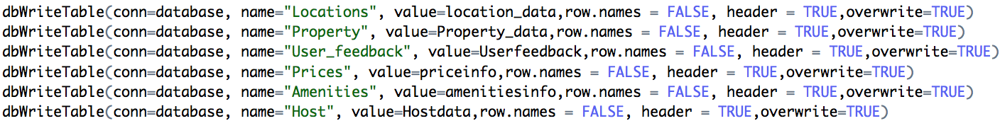 dbWriteTable(conn=database, name="Locations", value=location_data,row.names = FALSE, header = TRUE,overwrite=TRUE)
dbWriteTable(conn=database, name="Property", value=Property_data,row.names = FALSE, header = TRUE,overwrite=TRUE)
dbWriteTable(conn=database, name="User_feedback", value=Userfeedback,row.names = FALSE, header = TRUE,overwrite=TRUE)
dbWriteTable(conn=database, name="Prices", value=priceinfo,row.names = FALSE, header = TRUE,overwrite=TRUE)
dbWriteTable(conn=database, name="Amenities", value=amenitiesinfo,row.names = FALSE, header = TRUE,overwrite=TRUE)
dbWriteTable(conn=database, name="Host", value=Hostdata,row.names = FALSE, header = TRUE,overwrite=TRUE)